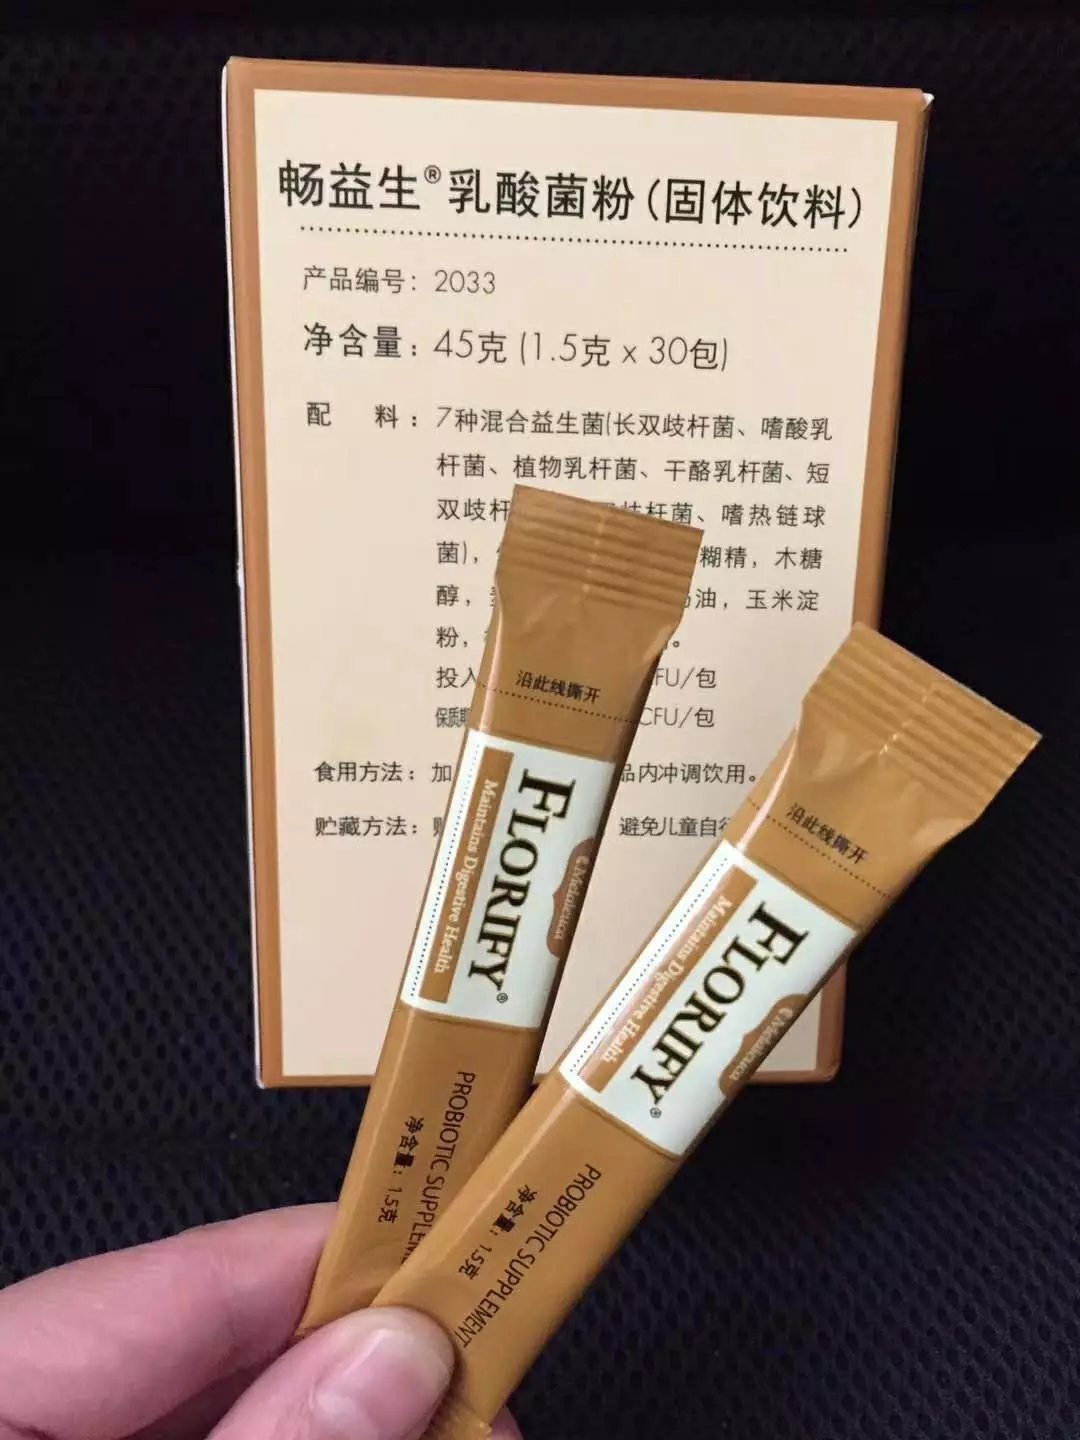 畅益生®乳酸菌粉(固体饮料)
产品编号: 2033
净含量: 45克 (1.5克 x 30包)
配 料: 7种混合益生菌(长双歧杆菌、嗜酸乳
杆菌、植物乳杆菌、干酪乳杆菌、短
双歧杆 杆菌、嗜热链球
菌), 糊精, 木糖
醇, 油, 玉米淀
粉, 。
投入 FU/包
保质期 CFU/包
食用方法: 加 品内冲调饮用。
贮藏方法: 避免儿童自行
沿此线撕开
Melaleuca
FLORIFY®
Maintains Digestive Health
PROBIOTIC SUPPLEME
净含量: 1.5克
沿此线撕开
Melaleuca
FLORIFY®
Maintains Digestive Health
PROBIOTIC SUPPLEMENT
净含量: 1.5克